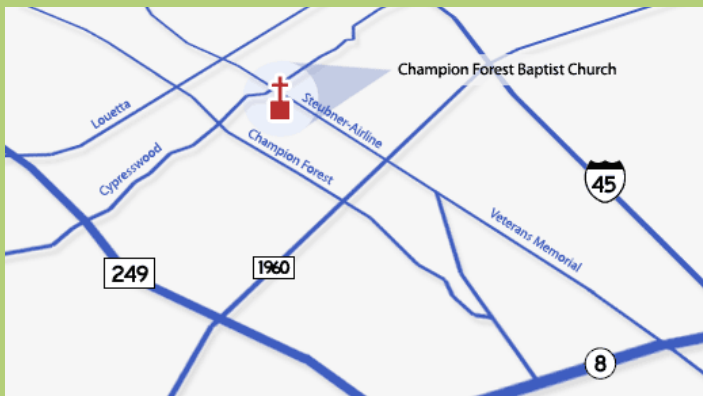 Champion Forest Baptist Church
Louetta
Steubner-Airline
Cypresswood
Champion Forest
45
Veterans Memorial
249
1960
8